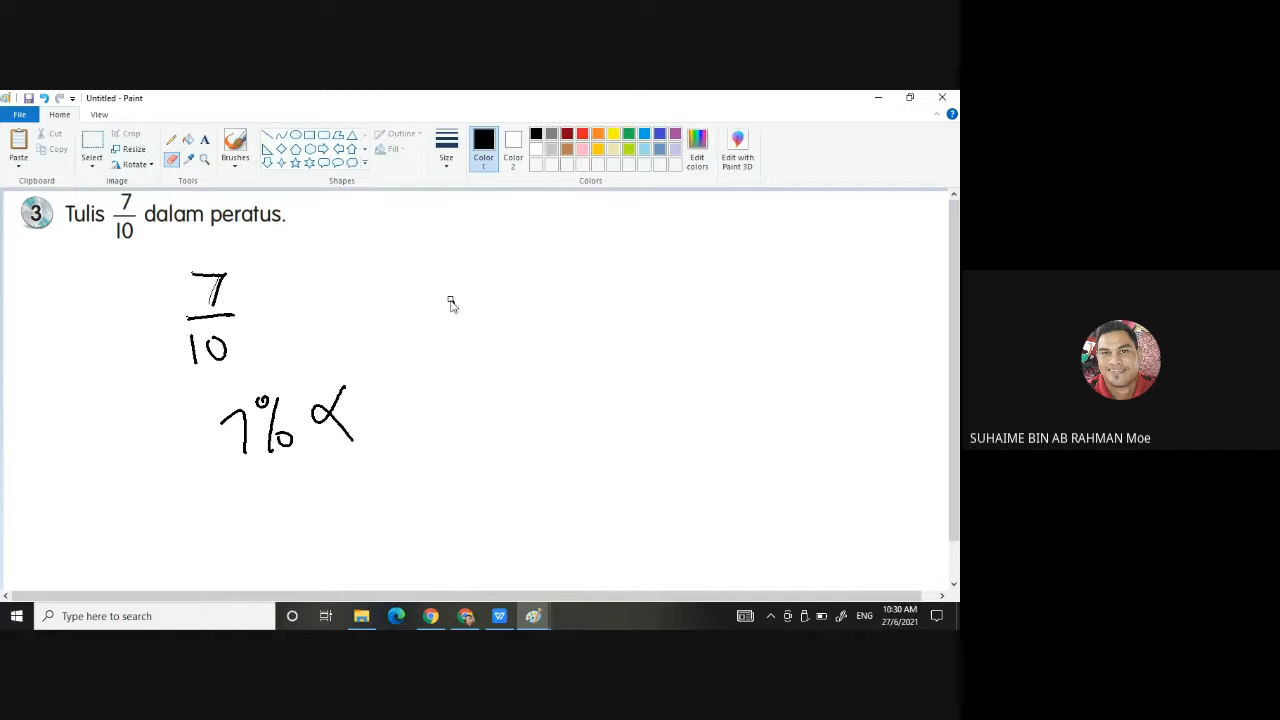 Untitled - Paint
File Home View
Paste
Cut
Copy
Clipboard
Select
Crop
Resize
Rotate
Image
Tools
Brushes
Shapes
Outline
Fill
Size
Color 1
Color 2
Edit colors
Colors
Edit with Paint 3D
3 Tulis 7/10 dalam peratus.
7
10
7%
SUHAIME BIN AB RAHMAN Moe
Type here to search
ENG
10:30 AM
27/6/2021